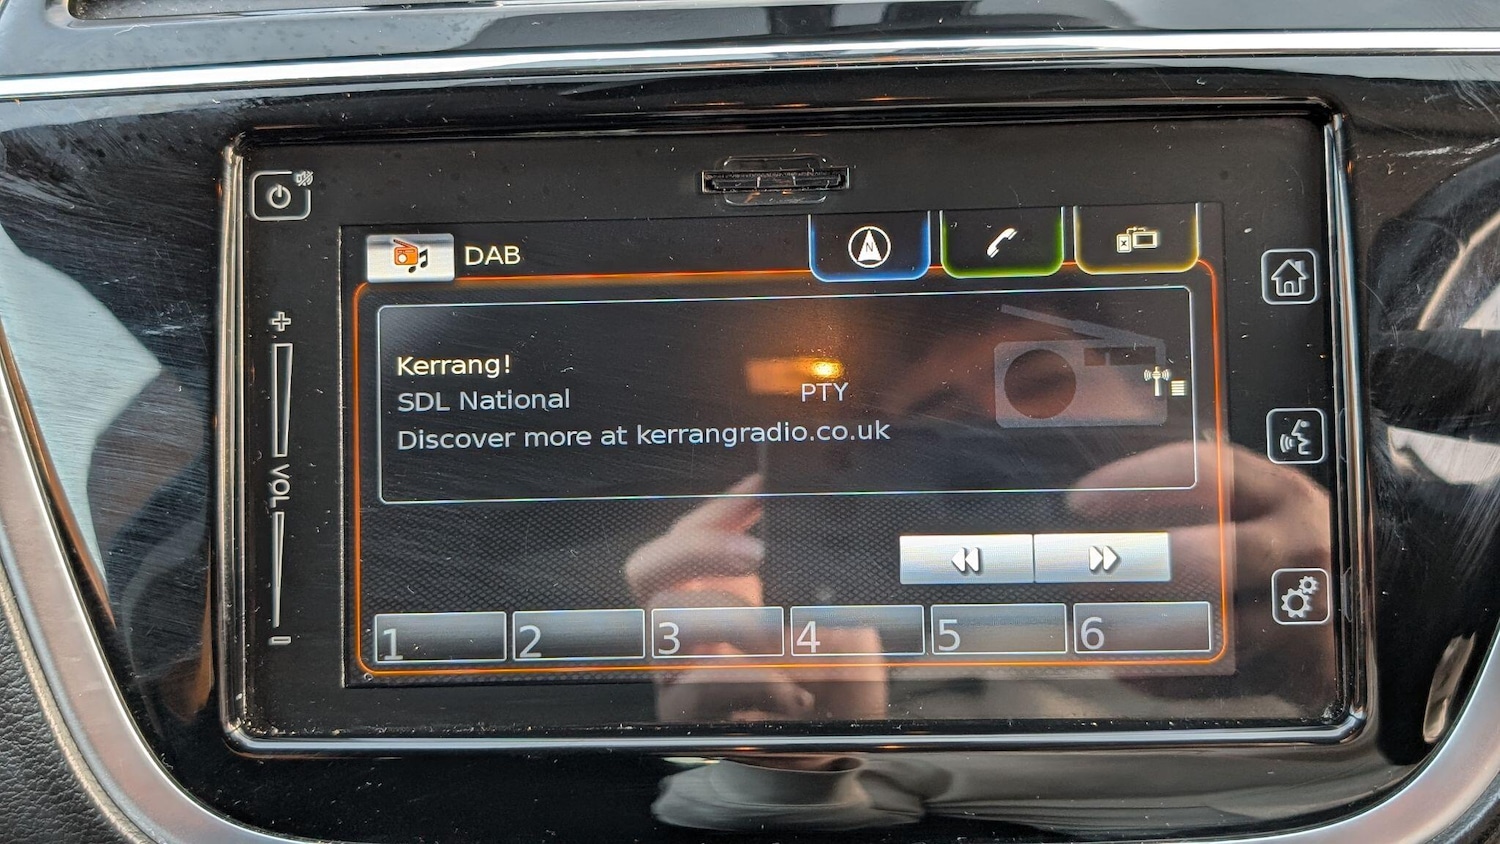 DAB
N
Kerrang!
SDL National
PTY
Discover more at kerrangradio.co.uk
+
VOL
-
1
2
3
4
5
6